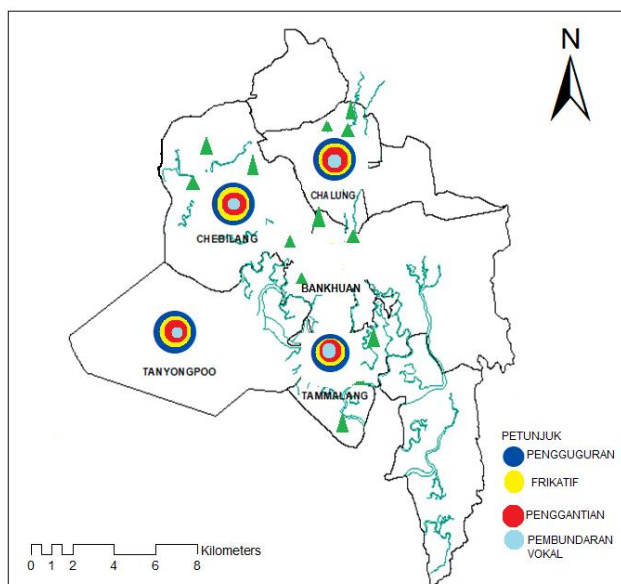 N
CHALUNG
CHEBILANG
BANKHUAN
TANYONGPOO
TAMMALANG
PETUNJUK
PENGGUGURAN
FRIKATIF
PENGGANTIAN
PEMBUNDARAN
VOKAL
Kilometers
0 1 2 4 6 8